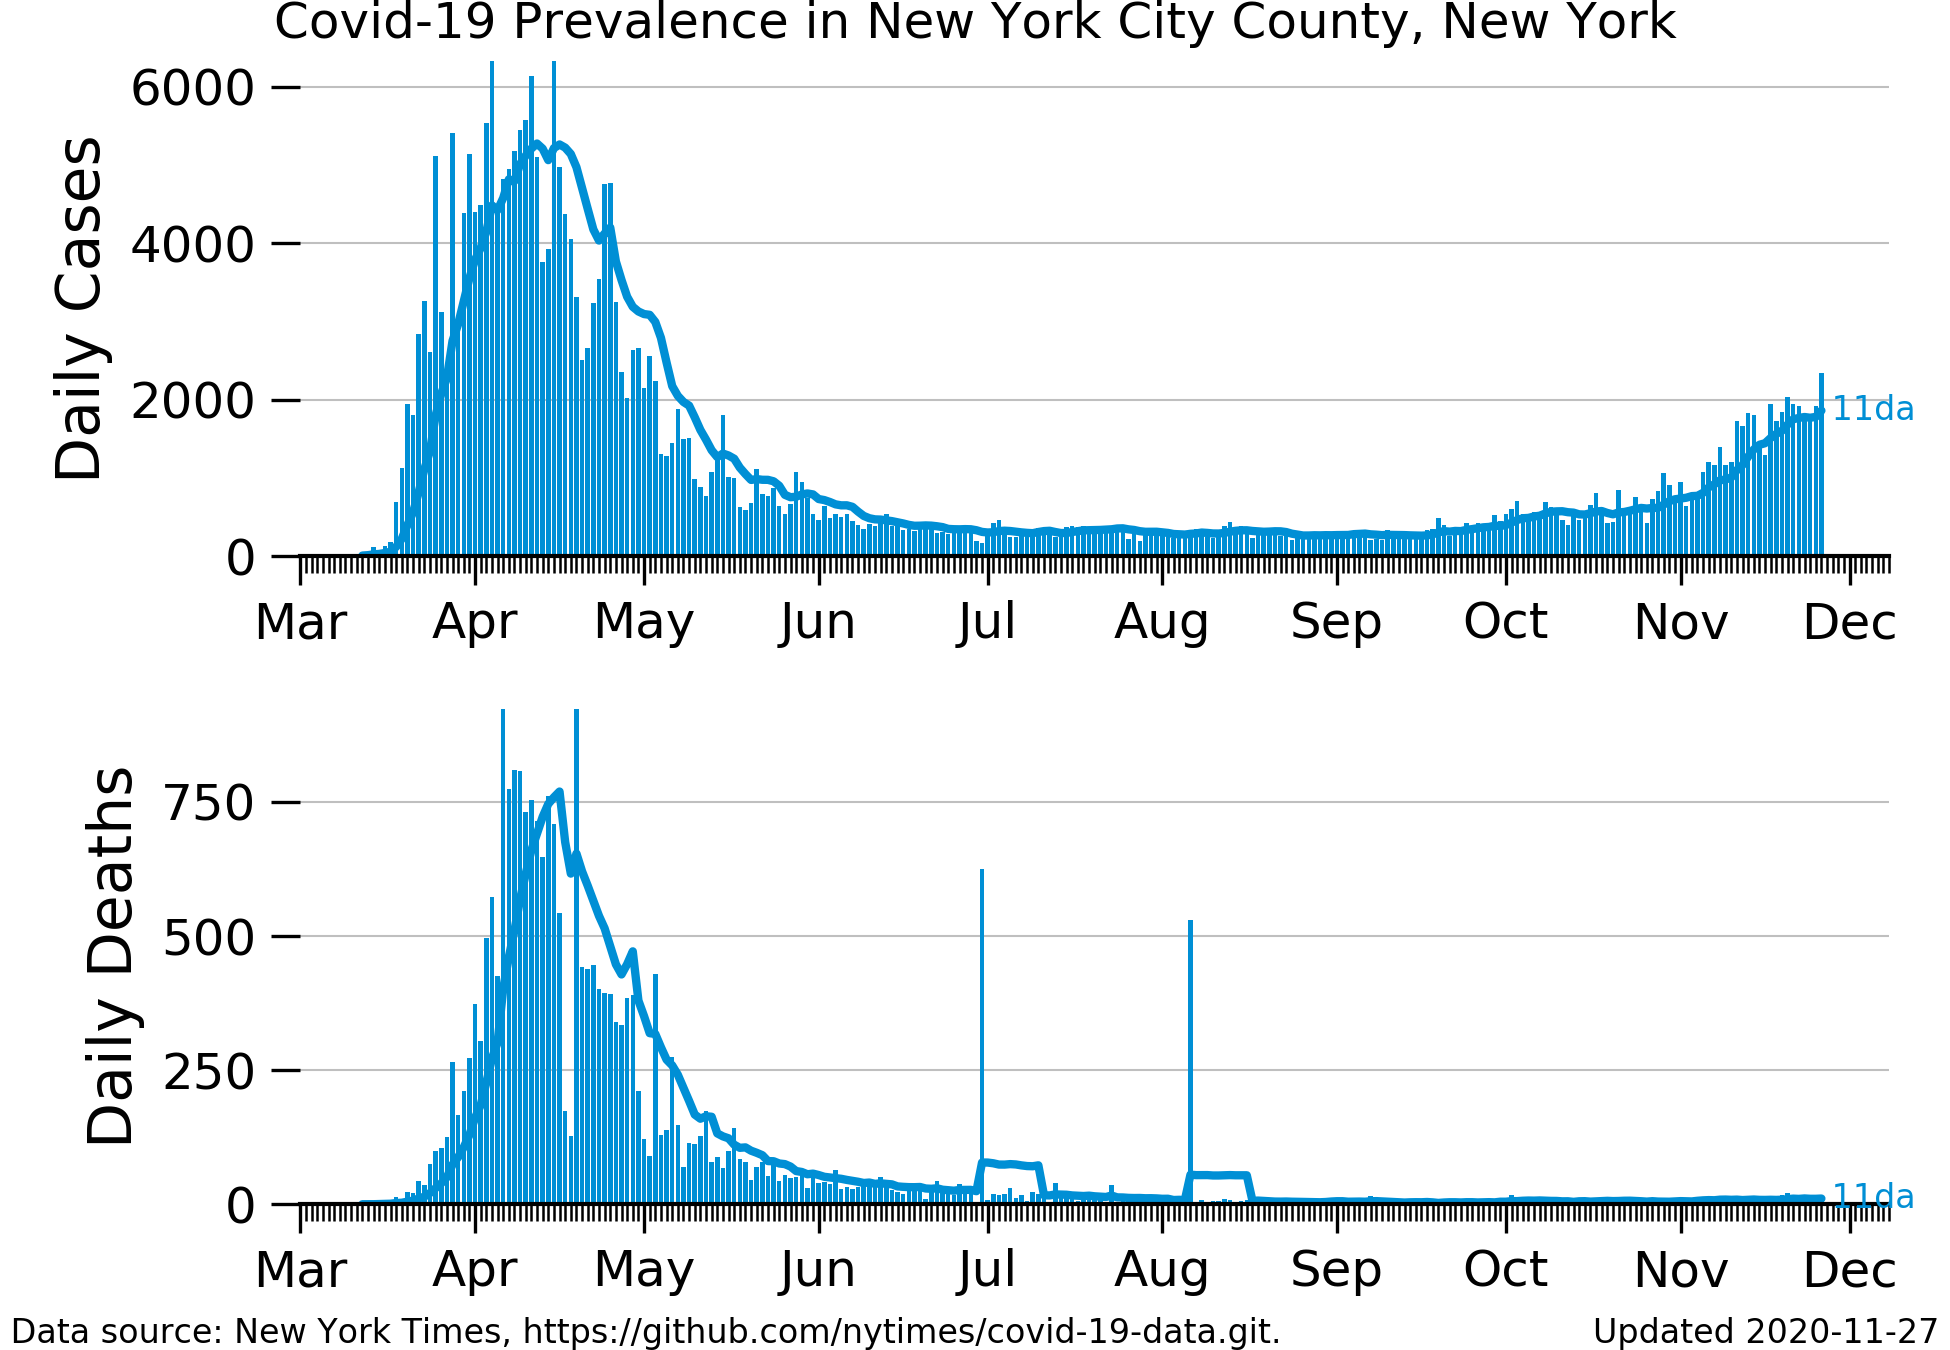 Covid-19 Prevalence in New York City County, New York
6000
4000
2000
0
Daily Cases
11da
Mar Apr May Jun Jul Aug Sep Oct Nov Dec
750
500
250
0
Daily Deaths
11da
Mar Apr May Jun Jul Aug Sep Oct Nov Dec
Data source: New York Times, https://github.com/nytimes/covid-19-data.git. Updated 2020-11-27